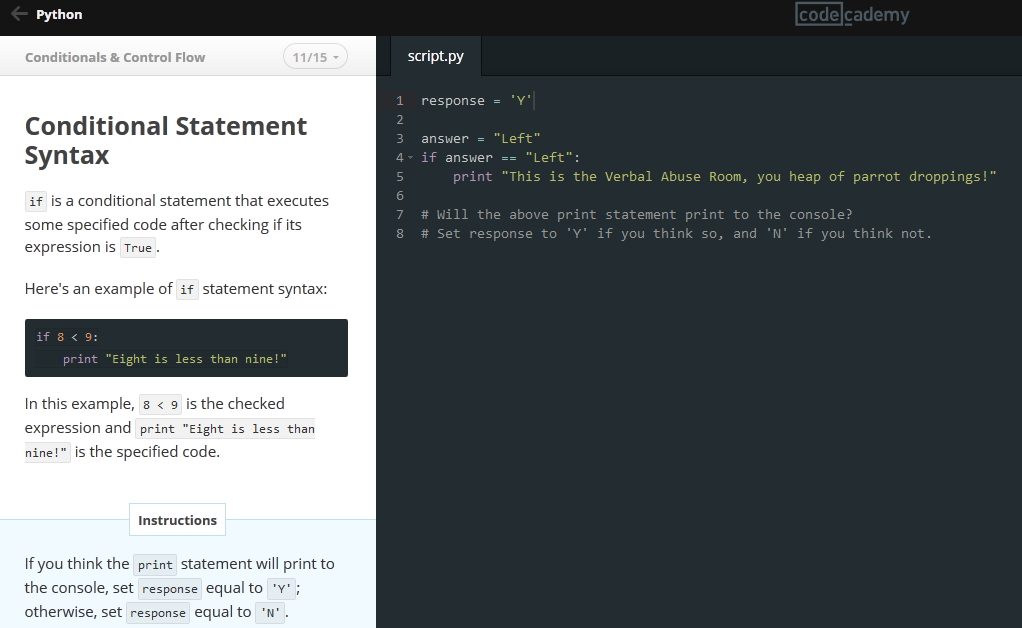 Python
codecademy
Conditionals & Control Flow
11/15
script.py
Conditional Statement
Syntax
if is a conditional statement that executes
some specified code after checking if its
expression is True.
Here's an example of if statement syntax:
if 8 < 9:
    print "Eight is less than nine!"
In this example, 8 < 9 is the checked
expression and print "Eight is less than
nine!" is the specified code.
Instructions
If you think the print statement will print to
the console, set response equal to 'Y';
otherwise, set response equal to 'N'.
1 response = 'Y'
2
3 answer = "Left"
4 if answer == "Left":
5     print "This is the Verbal Abuse Room, you heap of parrot droppings!"
6
7 # Will the above print statement print to the console?
8 # Set response to 'Y' if you think so, and 'N' if you think not.